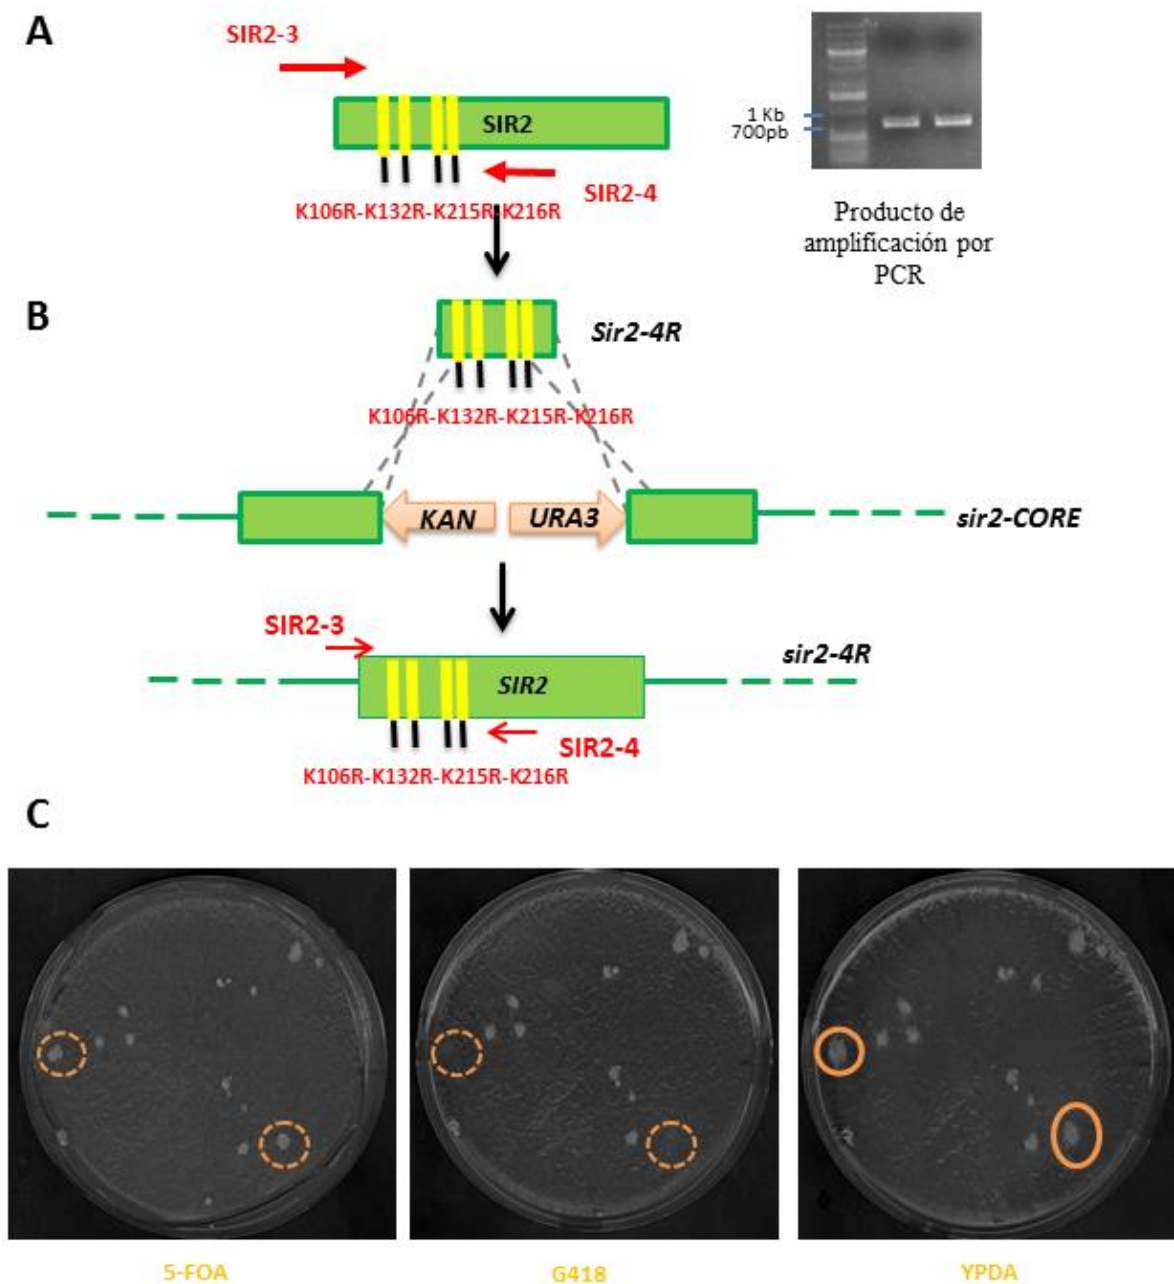 A
SIR2-3
SIR2
SIR2-4
K106R-K132R-K215R-K216R
1 Kb
700pb
Producto de
amplificación por
PCR
B
Sir2-4R
K106R-K132R-K215R-K216R
KAN
URA3
sir2-CORE
SIR2-3
sir2-4R
SIR2
SIR2-4
K106R-K132R-K215R-K216R
C
5-FOA
G418
YPDA